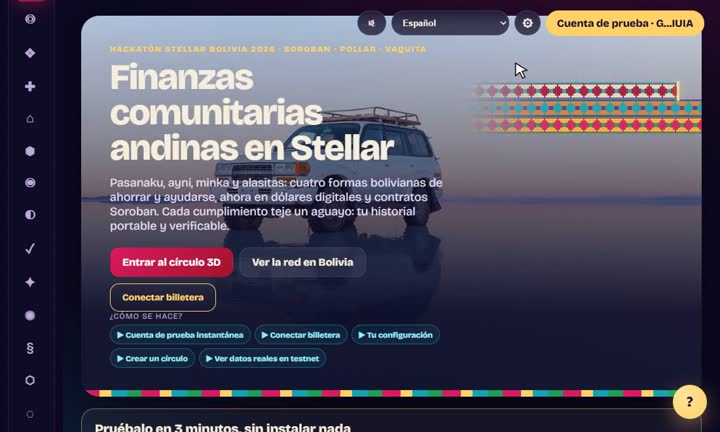 Español
Cuenta de prueba · G...IUIA
HACKATÓN STELLAR BOLIVIA 2026 · SOROBAN · POLLAR · VAQUITA
Finanzas
comunitarias
andinas en Stellar
Pasanaku, ayni, minka y alasitas: cuatro formas bolivianas de
ahorrar y ayudarse, ahora en dólares digitales y contratos
Soroban. Cada cumplimiento teje un aguayo: tu historial
portable y verificable.
Entrar al círculo 3D
Ver la red en Bolivia
Conectar billetera
¿CÓMO SE HACE?
▶ Cuenta de prueba instantánea
▶ Conectar billetera
▶ Tu configuración
▶ Crear un círculo
▶ Ver datos reales en testnet
?
Pruébalo en 3 minutos, sin instalar nada